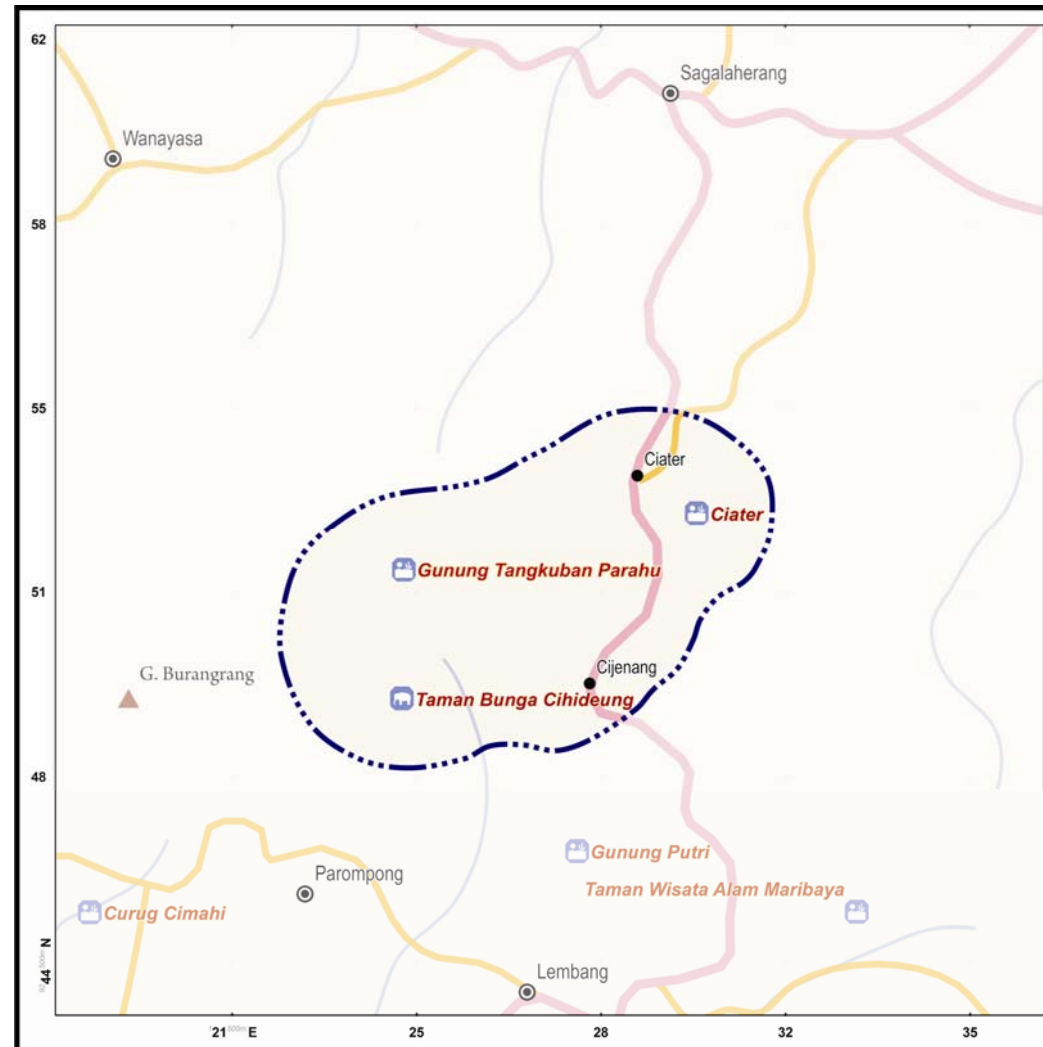 62
Sagalaherang
Wanayasa
58
55
Ciater
Ciater
Gunung Tangkuban Parahu
51
Cijenang
G. Burangrang
Taman Bunga Cihideung
48
Gunung Putri
Parompong
Taman Wisata Alam Maribaya
Curug Cimahi
N
44
Lembang
21 500m E
25
28
32
35